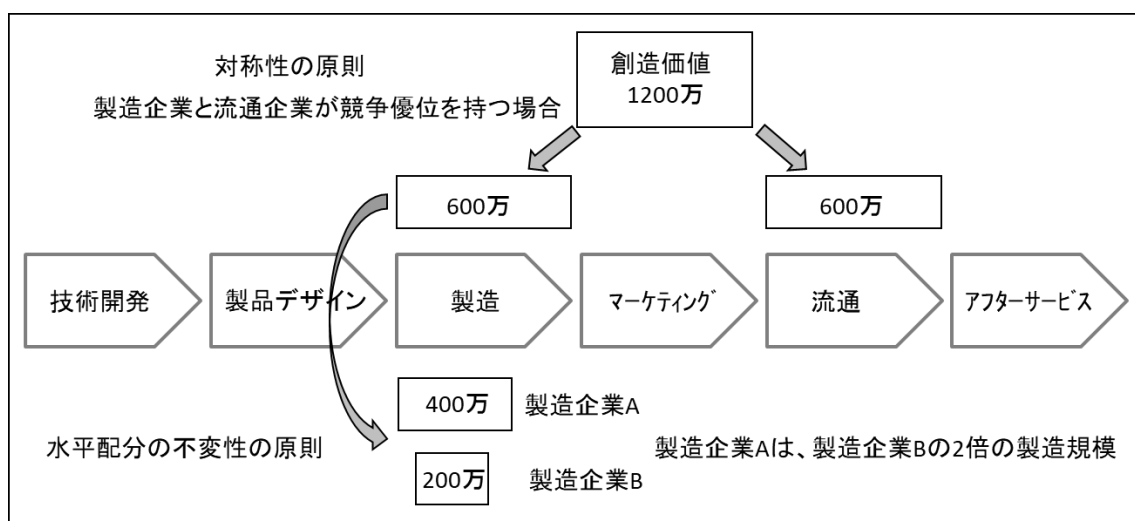 対称性の原則
製造企業と流通企業が競争優位を持つ場合
創造価値
1200万
600万
600万
技術開発
製品デザイン
製造
マーケティング
流通
アフターサービス
400万
製造企業A
水平配分の不変性の原則
製造企業Aは、製造企業Bの2倍の製造規模
200万
製造企業B